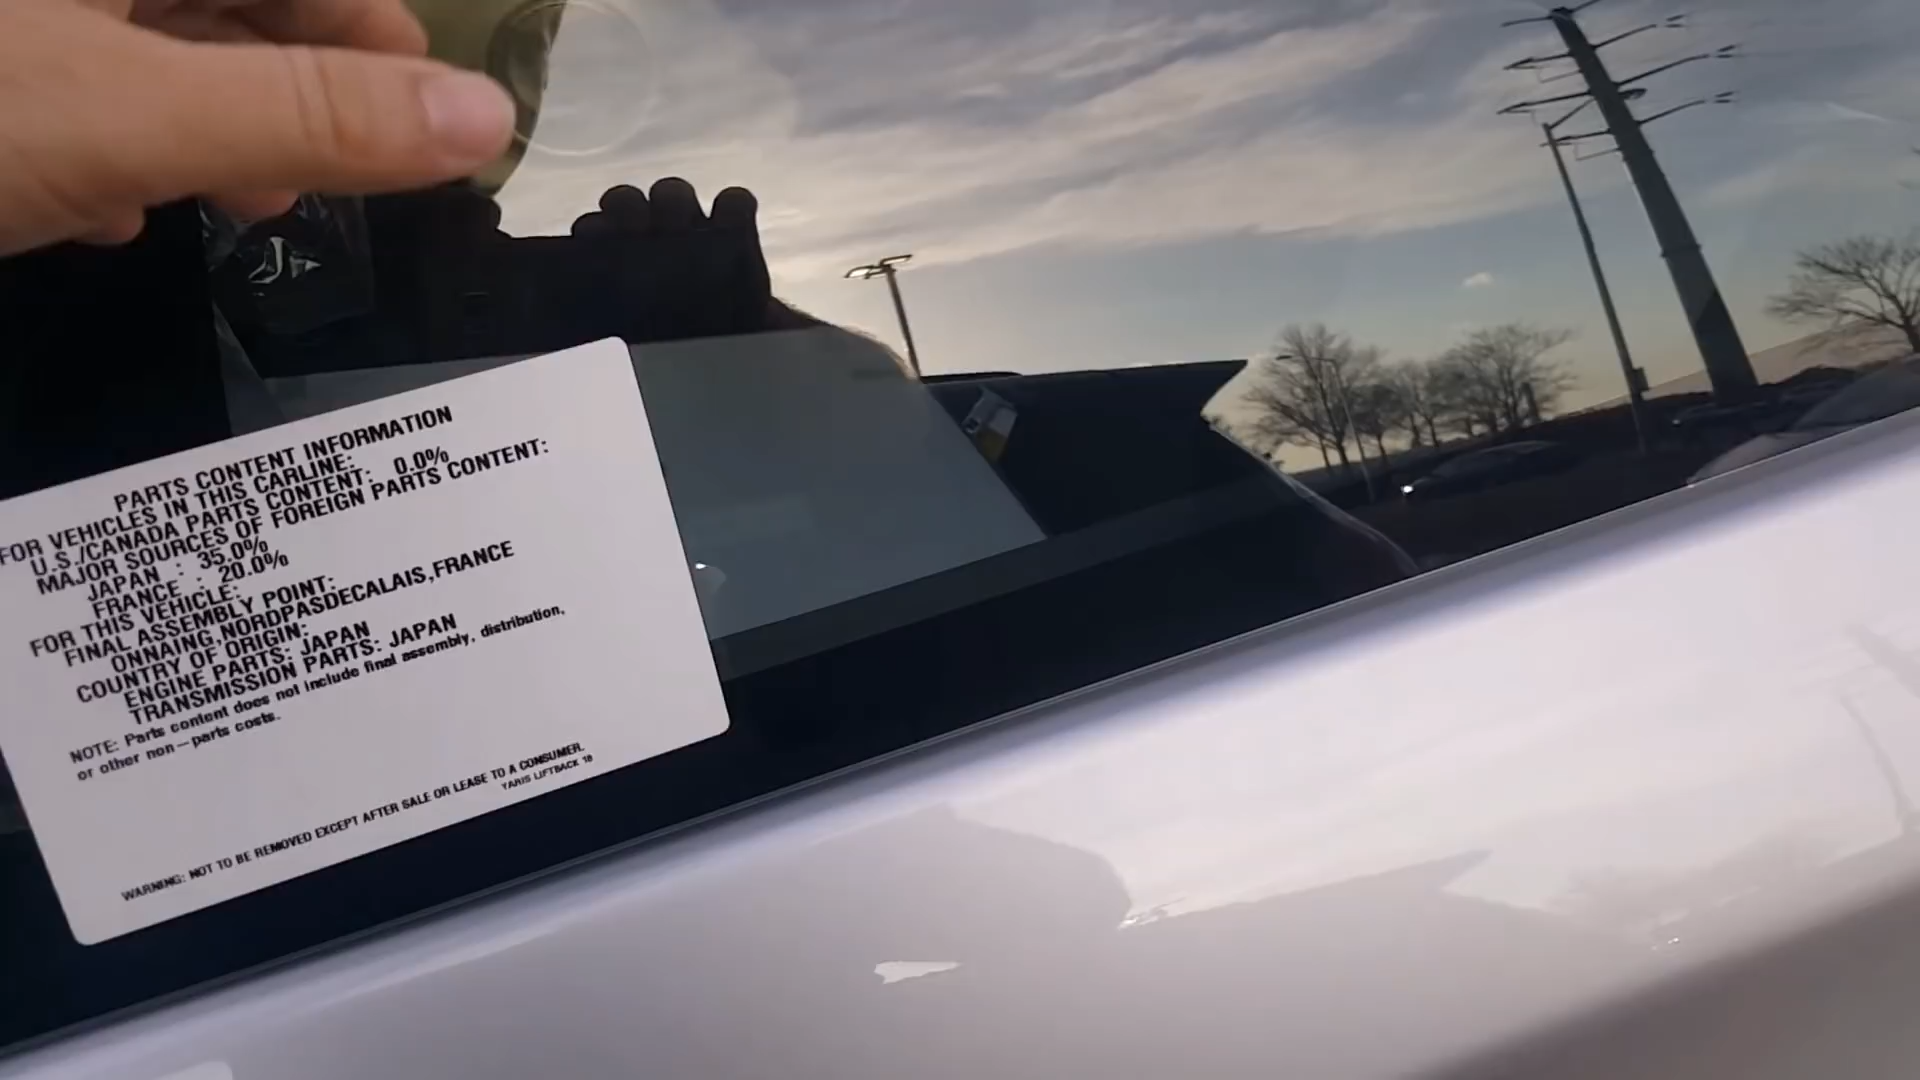 PARTS CONTENT INFORMATION
FOR VEHICLES IN THIS CARLINE:
U.S./CANADA PARTS CONTENT: 0.0%
MAJOR SOURCES OF FOREIGN PARTS CONTENT:
JAPAN : 35.0%
FRANCE : 20.0%
FOR THIS VEHICLE:
FINAL ASSEMBLY POINT:
ONNAING,NORDPASDECALAIS,FRANCE
COUNTRY OF ORIGIN:
ENGINE PARTS: JAPAN
TRANSMISSION PARTS: JAPAN
NOTE: Parts content does not include final assembly, distribution,
or other non-parts costs.
WARNING: NOT TO BE REMOVED EXCEPT AFTER SALE OR LEASE TO A CONSUMER.
YARIS LIFTBACK 18